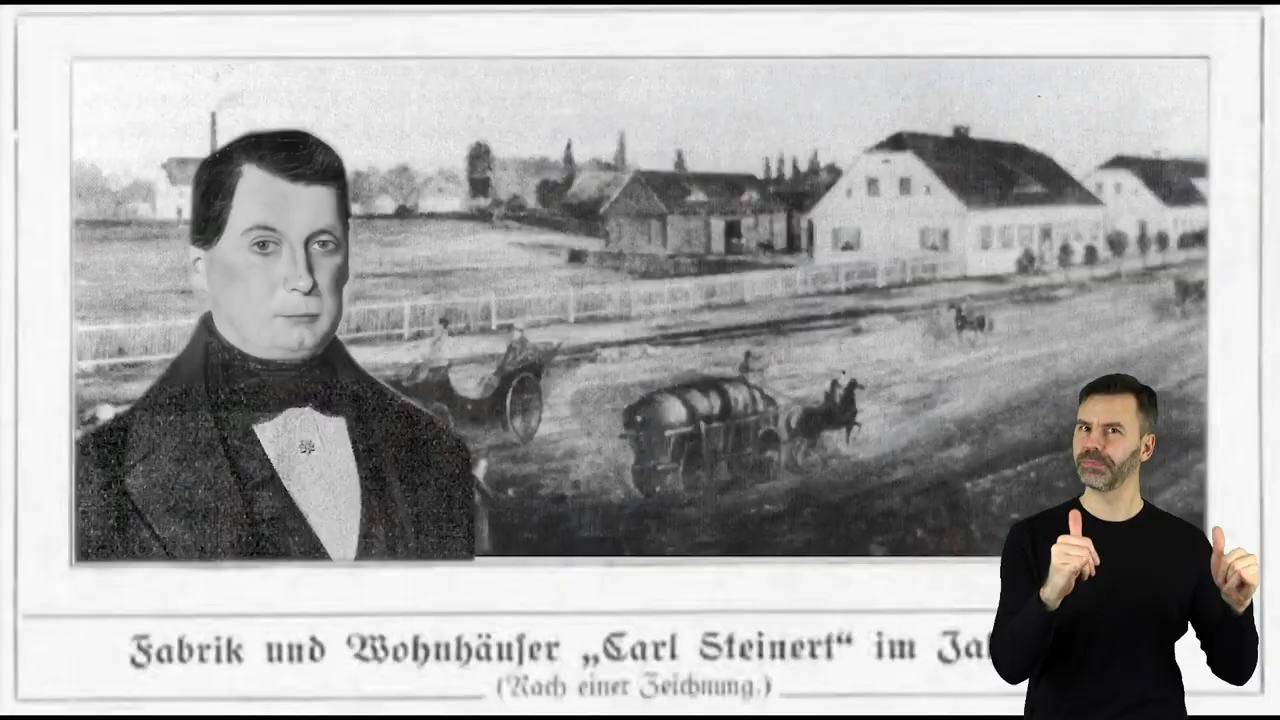 Fabrik und Wohnhäuſer „Carl Steinert“ im
(Nach einer Zeichnung.)